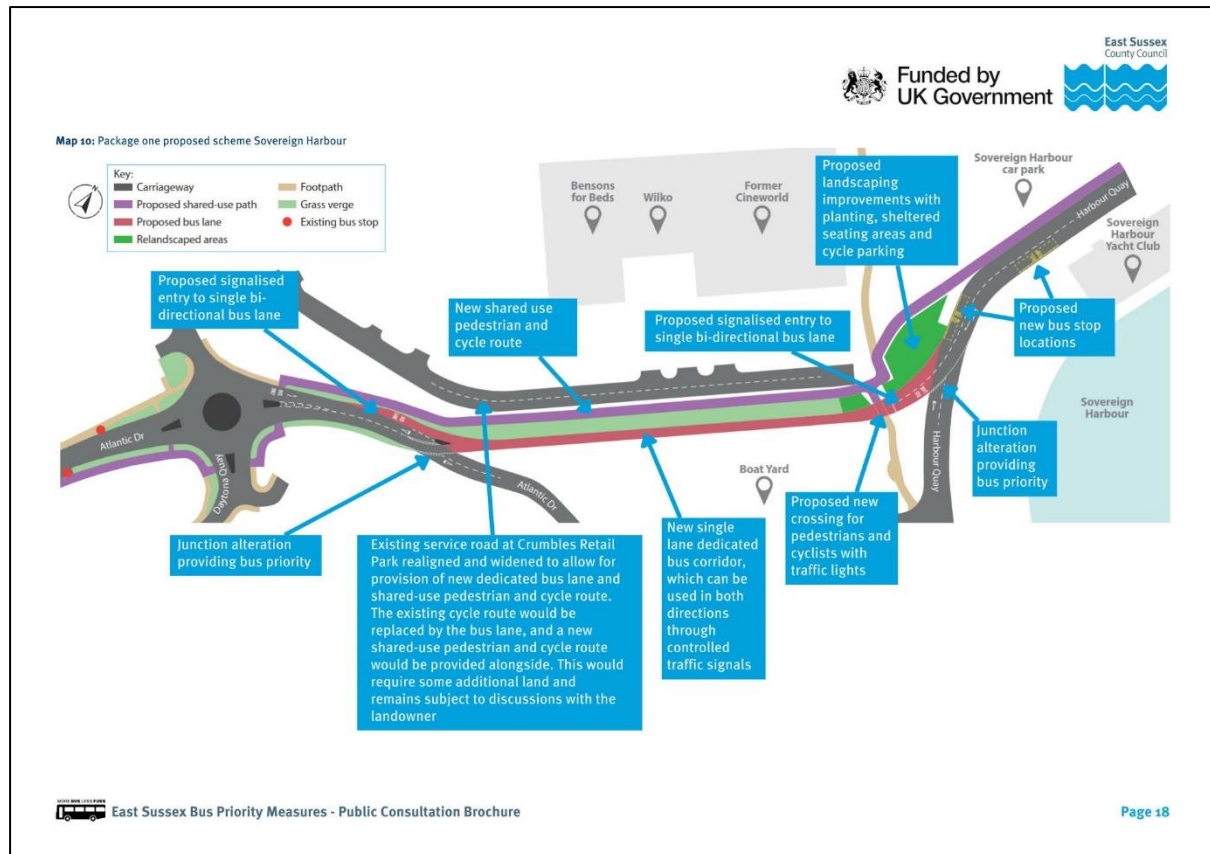 East Sussex
County Council
Funded by
UK Government
Map 10: Package one proposed scheme Sovereign Harbour
N
Key:
Carriageway
Proposed shared-use path
Proposed bus lane
Relandscaped areas
Footpath
Grass verge
Existing bus stop
Bensons
for Beds
Wilko
Former
Cineworld
Proposed
landscaping
improvements with
planting, sheltered
seating areas and
cycle parking
Sovereign Harbour
car park
Harbour Quay
Sovereign
Harbour
Yacht Club
Proposed signalised
entry to single bi-
directional bus lane
New shared use
pedestrian and
cycle route
Proposed signalised entry to
single bi-directional bus lane
Proposed
new bus stop
locations
Sovereign
Harbour
Atlantic Dr
Daytona Quay
Atlantic Dr
Boat Yard
Harbour Quay
Junction
alteration
providing
bus priority
Junction alteration
providing bus priority
Existing service road at Crumbles Retail
Park realigned and widened to allow for
provision of new dedicated bus lane and
shared-use pedestrian and cycle route.
The existing cycle route would be
replaced by the bus lane, and a new
shared-use pedestrian and cycle route
would be provided alongside. This would
require some additional land and
remains subject to discussions with the
landowner
New single
lane dedicated
bus corridor,
which can be
used in both
directions
through
controlled
traffic signals
Proposed new
crossing for
pedestrians and
cyclists with
traffic lights
MORE BUS LESS FUSS
East Sussex Bus Priority Measures - Public Consultation Brochure
Page 18